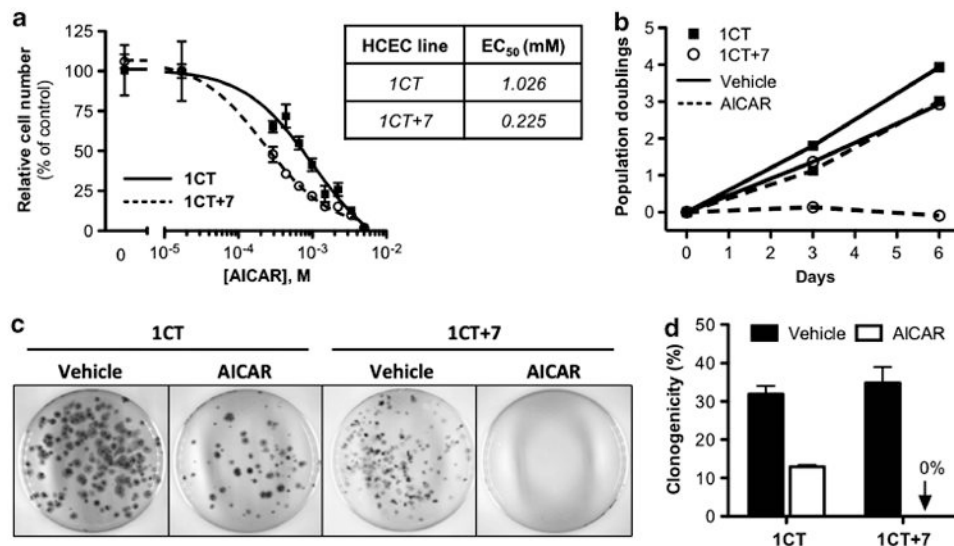 a
Relative cell number
(% of control)
125
100
75
50
25
0
1CT
1CT+7
0
10-5
10-4
10-3
10-2
[AICAR], M
HCEC line EC50 (mM)
1CT 1.026
1CT+7 0.225
b
Population doublings
5
4
3
2
1
0
1CT
1CT+7
Vehicle
AICAR
0 1 2 3 4 5 6
Days
c
1CT 1CT+7
Vehicle AICAR Vehicle AICAR
d
Clonogenicity (%)
50
40
30
20
10
0
Vehicle AICAR
0%
1CT 1CT+7